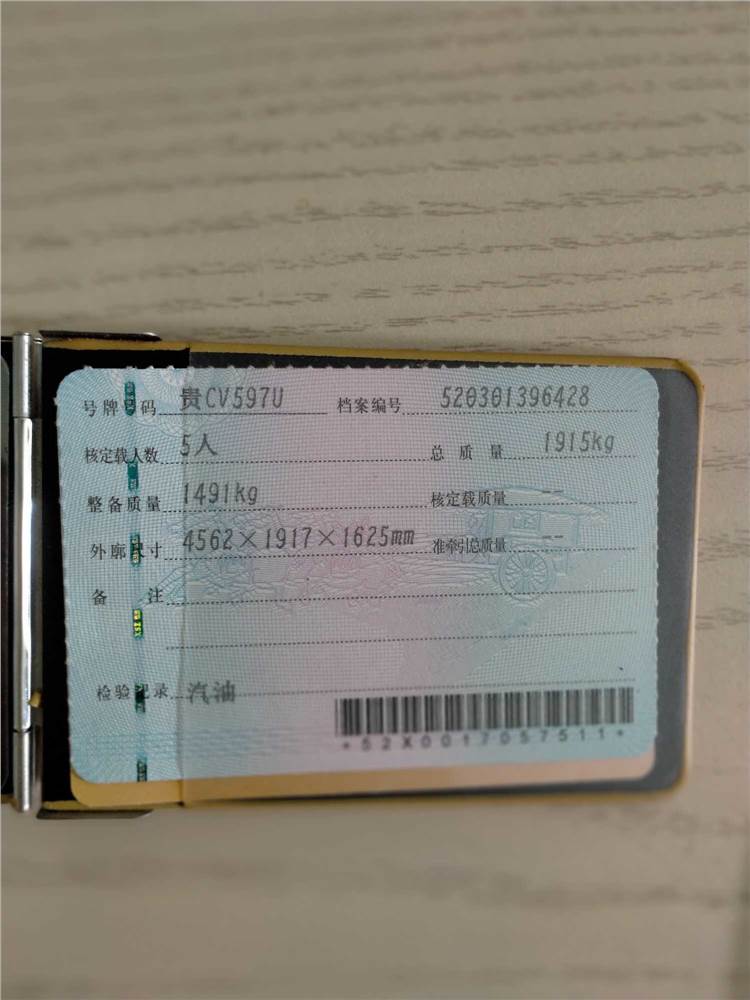 号牌号码 贵CV597U 档案编号 520301396428
核定载人数 5人 总质量 1915kg
整备质量 1491kg 核定载质量 --
外廓尺寸 4562×1917×1625mm 准牵引总质量 --
备注
检验记录 汽油
*52X0017057511*